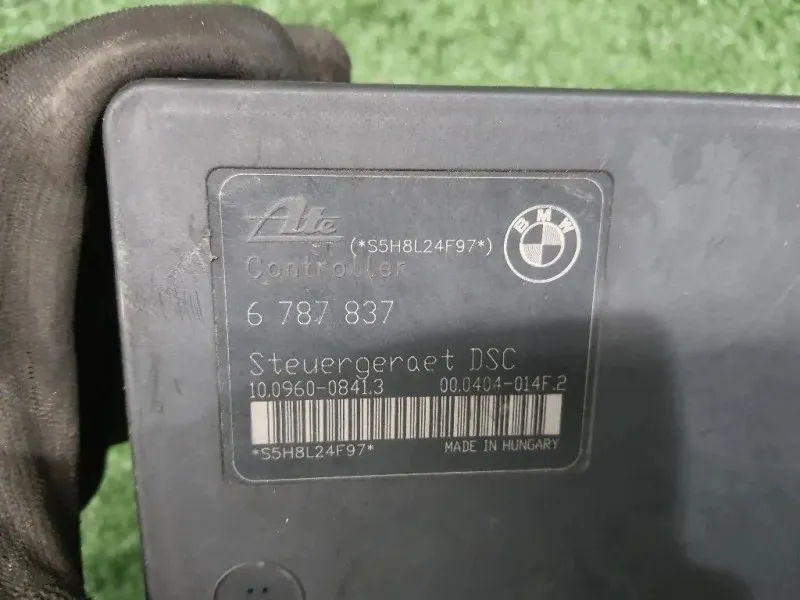 Ate (*S5H8L24F97*)
BMW
Controller
6 787 837
Steuergeraet DSC
10.0960-0841.3 00.0404-014F.2
*S5H8L24F97* MADE IN HUNGARY